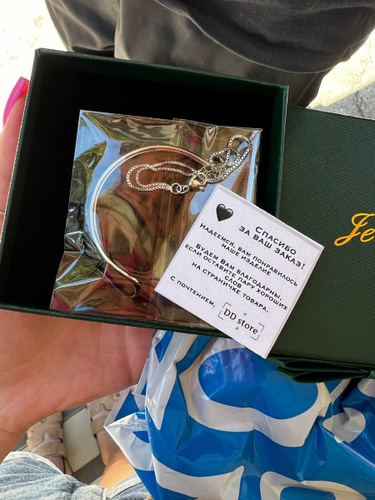 Спасибо
за ваш заказ!
Надеемся, вам понравилось
наше изделие
Будем Вам благодарны,
если оставите пару хороших
слов
на страничке товара.
С почтением,
DD store
Je